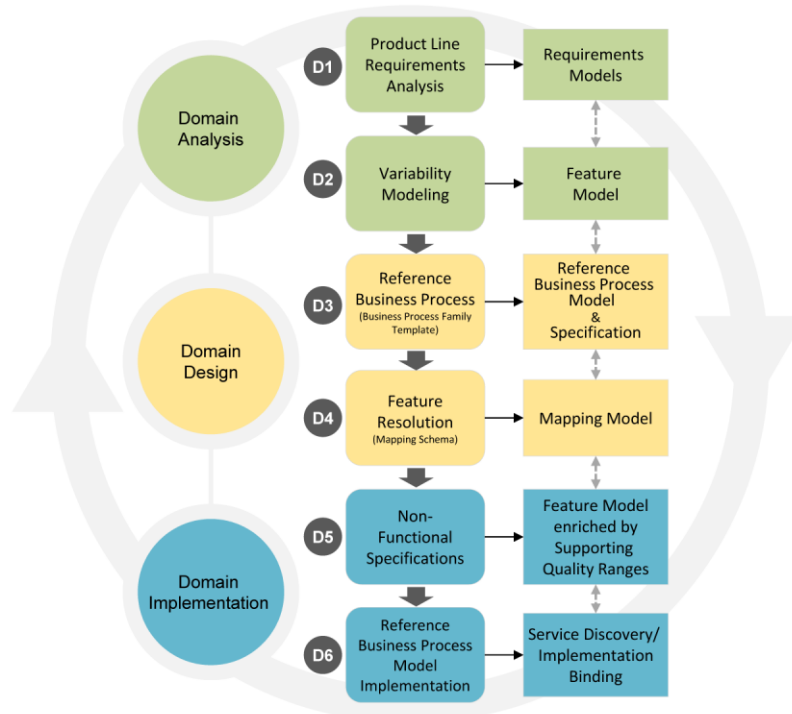 Domain
Analysis
D1
Product Line
Requirements
Analysis
Requirements
Models
D2
Variability
Modeling
Feature
Model
Domain
Design
D3
Reference
Business Process
(Business Process Family
Template)
Reference
Business Process
Model
&
Specification
D4
Feature
Resolution
(Mapping Schema)
Mapping Model
Domain
Implementation
D5
Non-
Functional
Specifications
Feature Model
enriched by
Supporting
Quality Ranges
D6
Reference
Business Process
Model
Implementation
Service Discovery/
Implementation
Binding